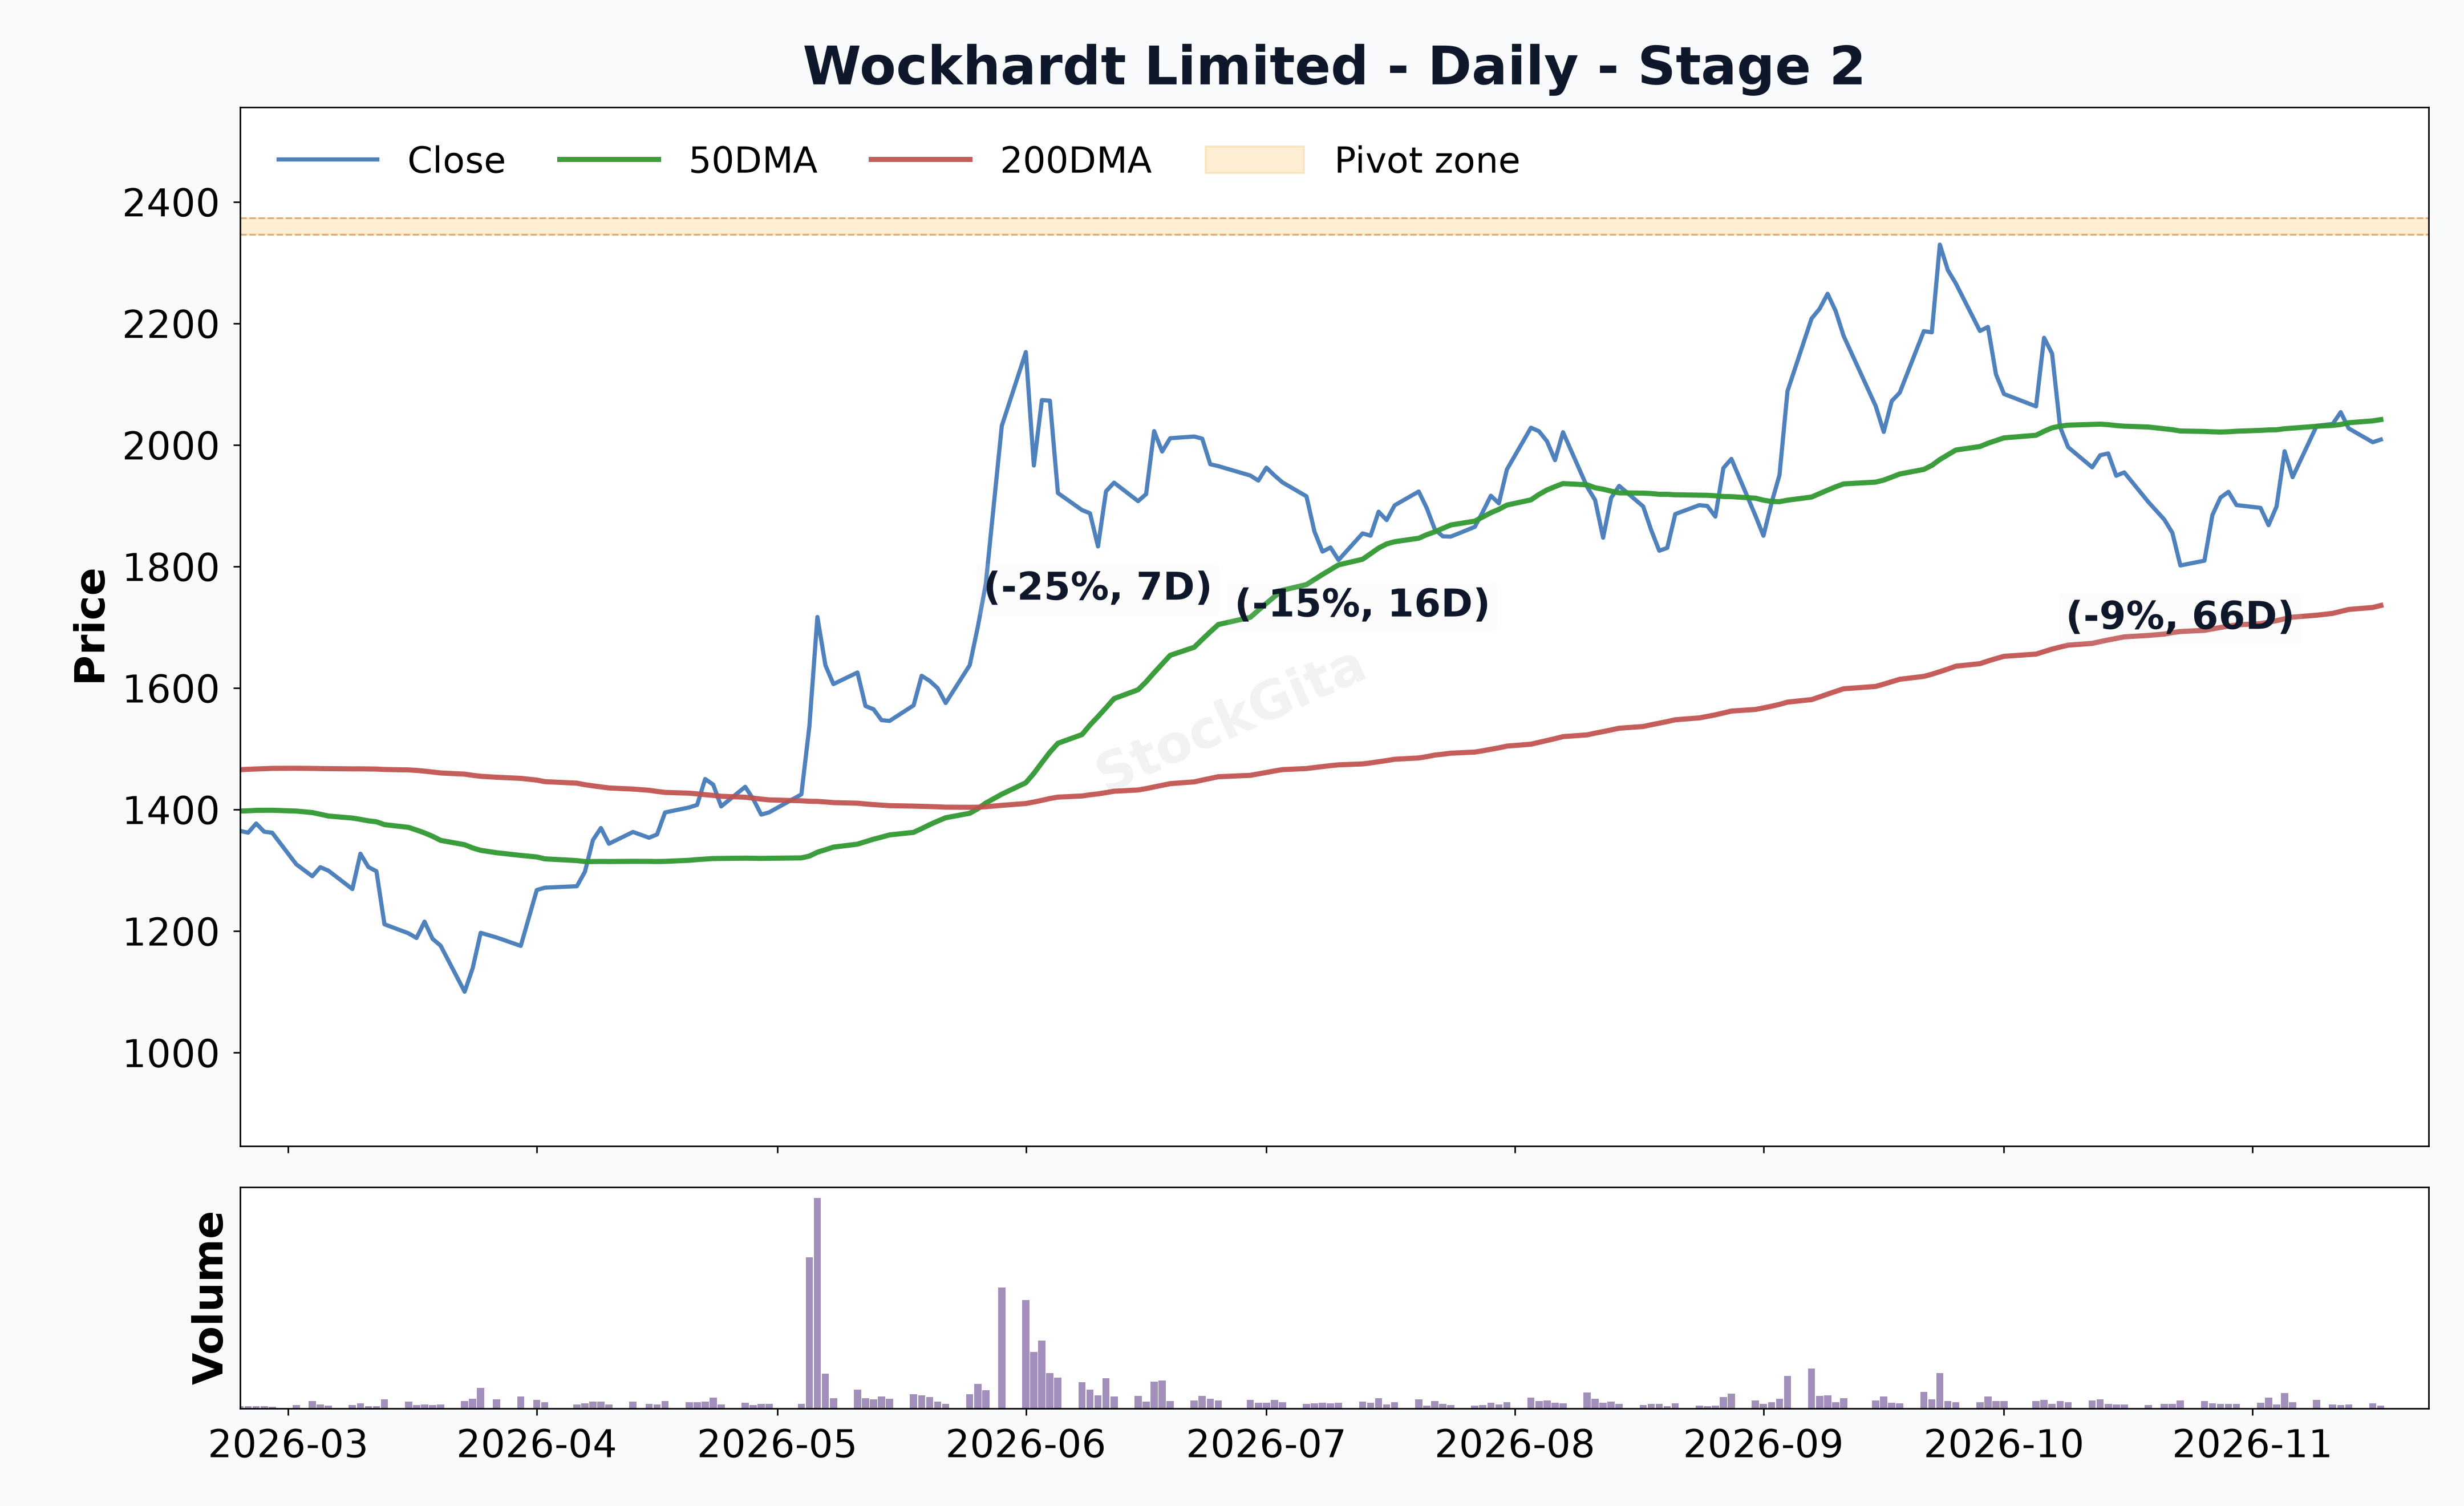 Wockhardt Limited - Daily - Stage 2
Close 50DMA 200DMA Pivot zone
2400
2200
2000
1800
1600
1400
1200
1000
Price
(-25%, 7D)
(-15%, 16D)
(-9%, 66D)
StockGita
Volume
2026-03 2026-04 2026-05 2026-06 2026-07 2026-08 2026-09 2026-10 2026-11